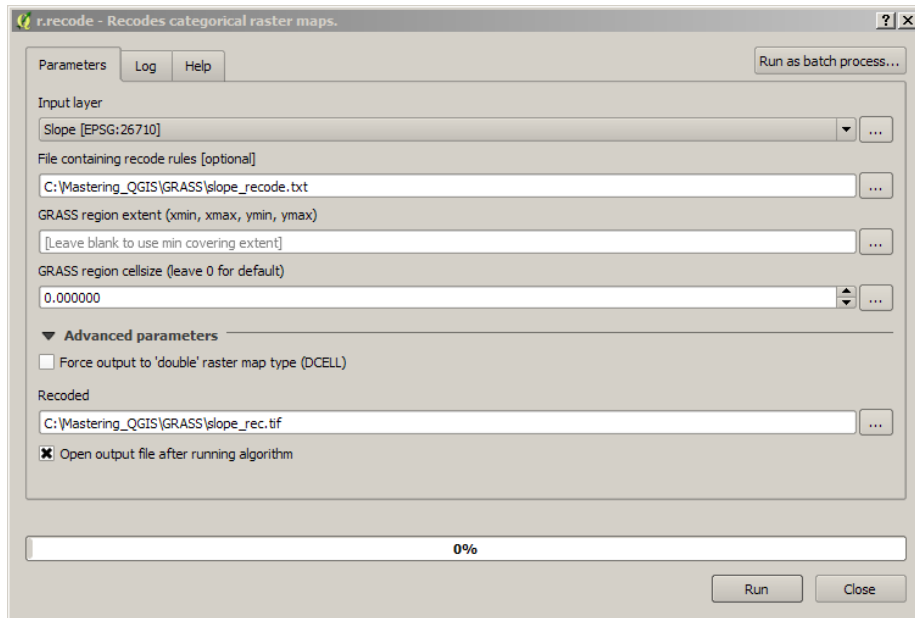 r.recode - Recodes categorical raster maps.
Parameters
Log
Help
Run as batch process...
Input layer
Slope [EPSG:26710]
...
File containing recode rules [optional]
C:\Mastering_QGIS\GRASS\slope_recode.txt
...
GRASS region extent (xmin, xmax, ymin, ymax)
[Leave blank to use min covering extent]
...
GRASS region cellsize (leave 0 for default)
0.000000
...
Advanced parameters
Force output to 'double' raster map type (DCELL)
Recoded
C:\Mastering_QGIS\GRASS\slope_rec.tif
...
Open output file after running algorithm
0%
Run
Close